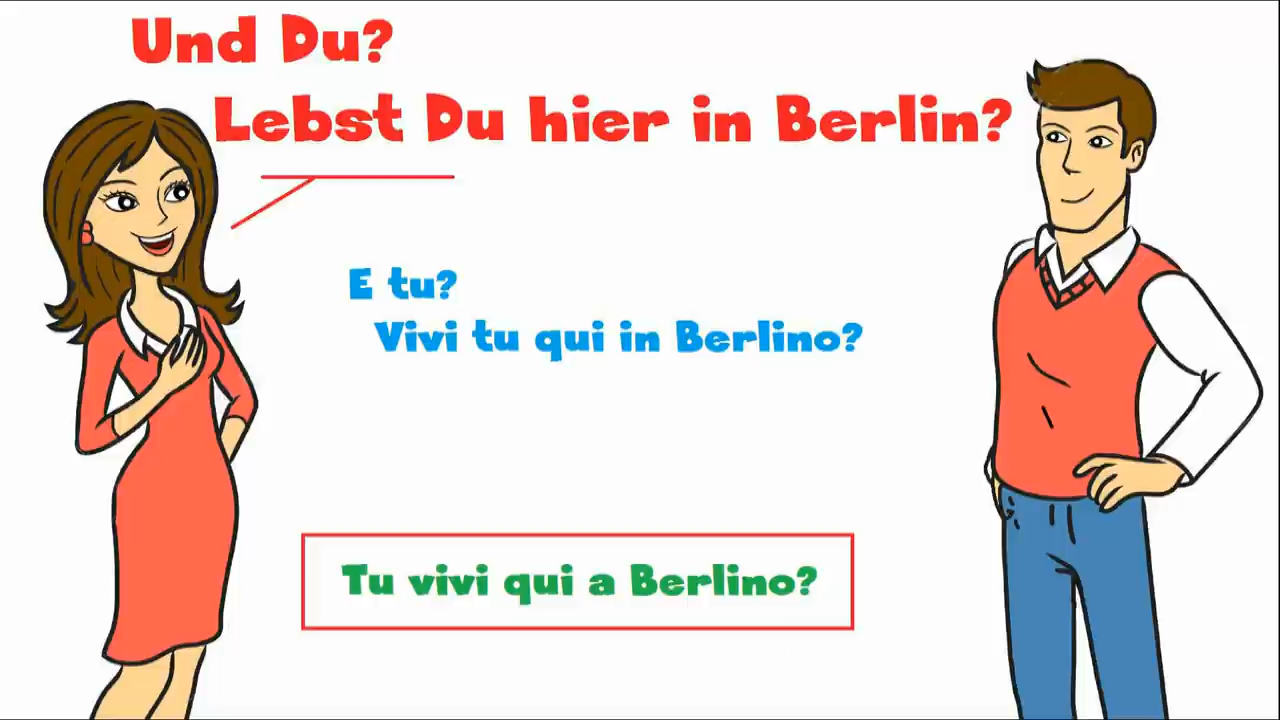 Und Du?
Lebst Du hier in Berlin?
E tu?
Vivi tu qui in Berlino?
Tu vivi qui a Berlino?